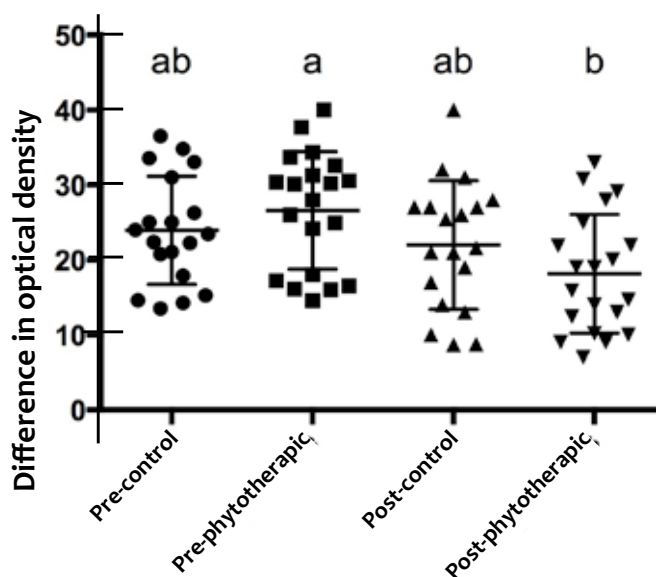 Difference in optical density
50
40
30
20
10
0
ab a ab b
Pre-control
Pre-phytotherapic
Post-control
Post-phytotherapic